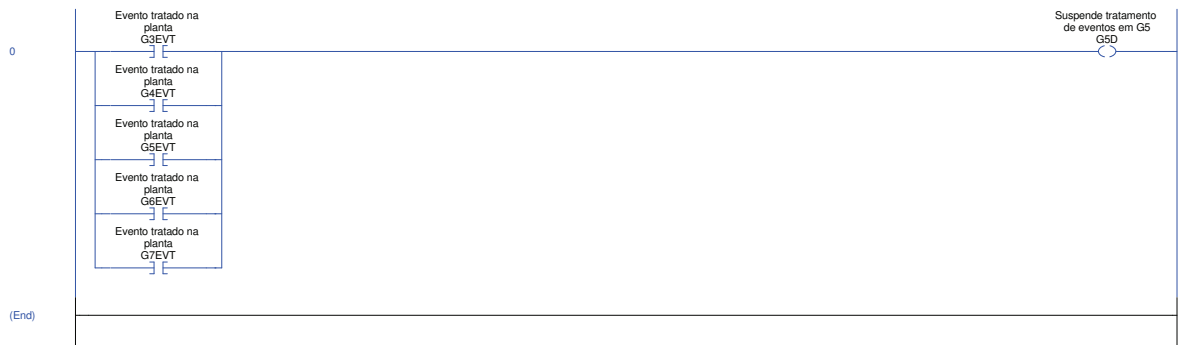 Evento tratado na
planta
G3EVT
Suspende tratamento
de eventos em G5
G5D
0
Evento tratado na
planta
G4EVT
Evento tratado na
planta
G5EVT
Evento tratado na
planta
G6EVT
Evento tratado na
planta
G7EVT
(End)